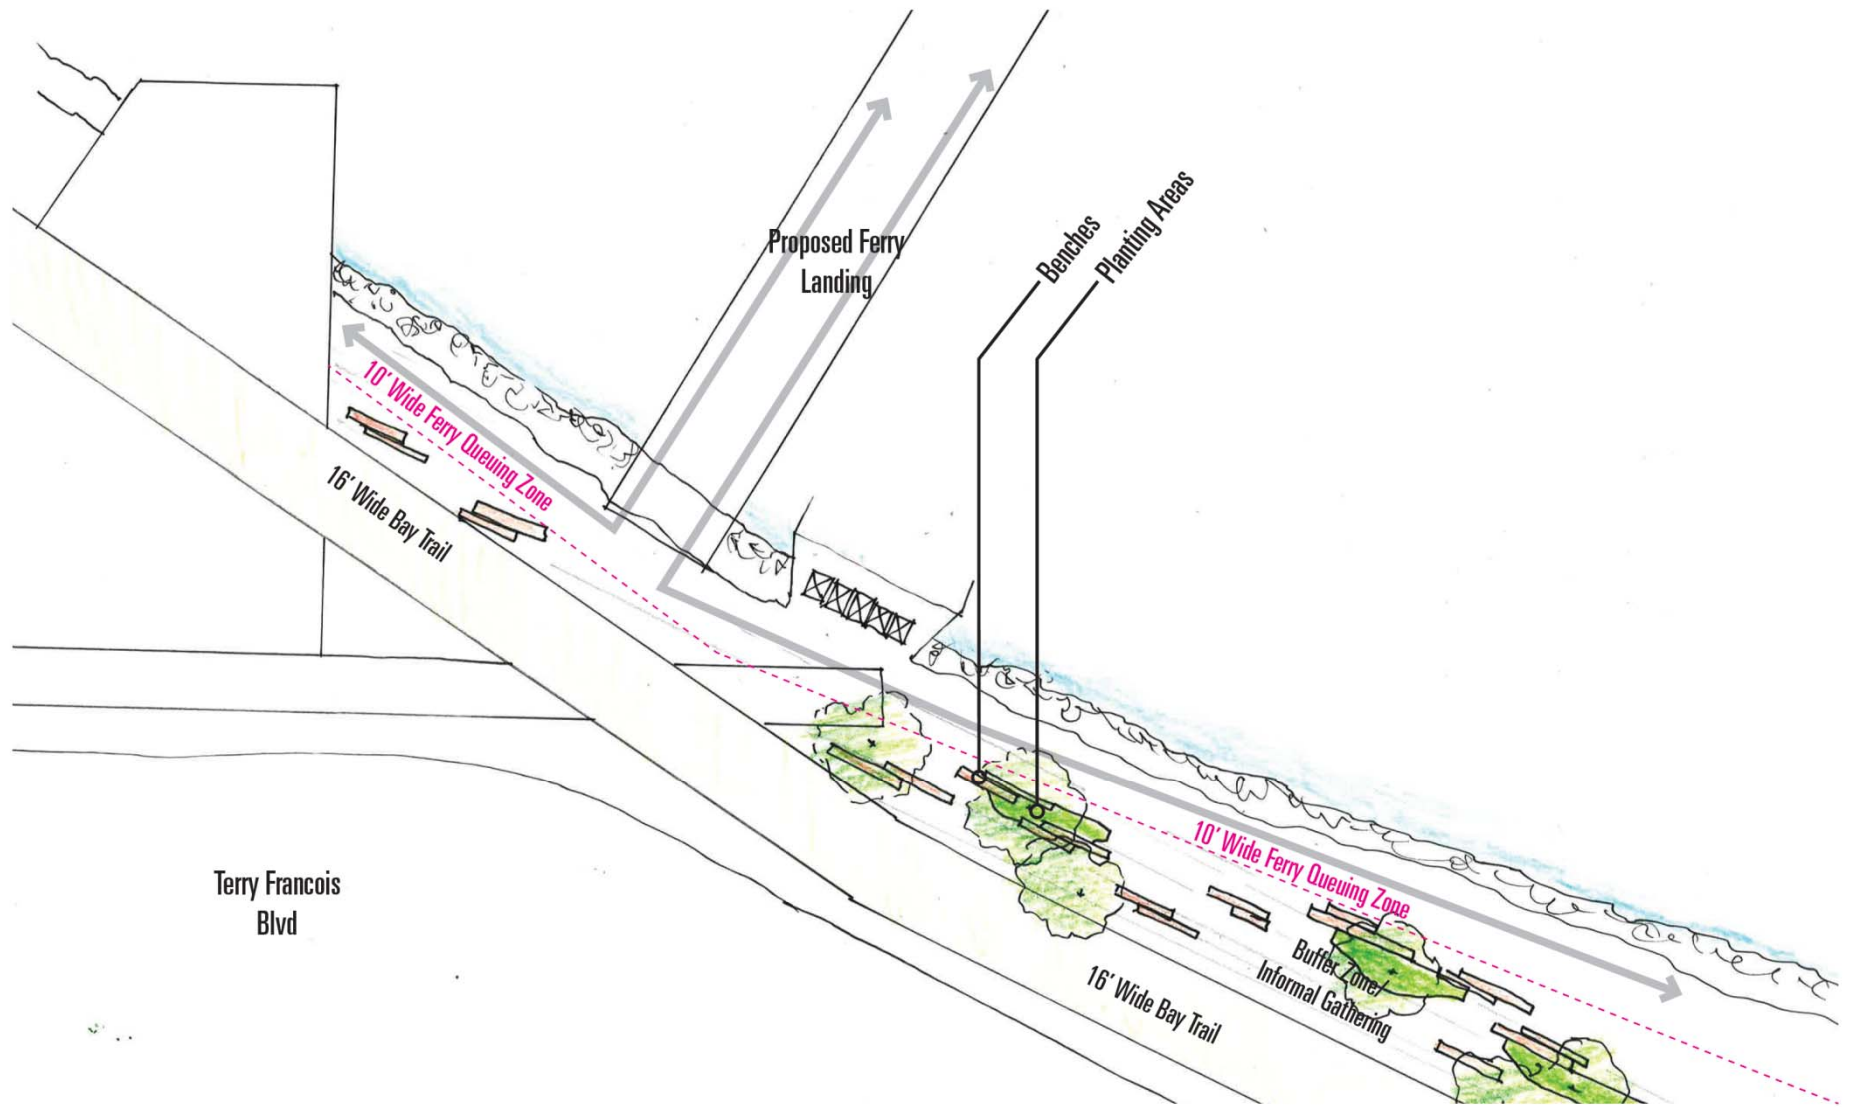 Proposed Ferry
Landing
Benches
Planting Areas
10' Wide Ferry Queuing Zone
16' Wide Bay Trail
10' Wide Ferry Queuing Zone
Buffer Zone/
Informal Gathering
16' Wide Bay Trail
Terry Francois
Blvd